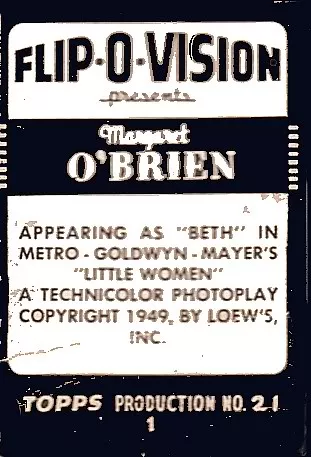 FLIP-O-VISION
presents
Margaret
O'BRIEN
APPEARING AS "BETH" IN
METRO-GOLDWYN-MAYER'S
"LITTLE WOMEN"
A TECHNICOLOR PHOTOPLAY
COPYRIGHT 1949, BY LOEW'S,
INC.
TOPPS PRODUCTION NO. 21
1